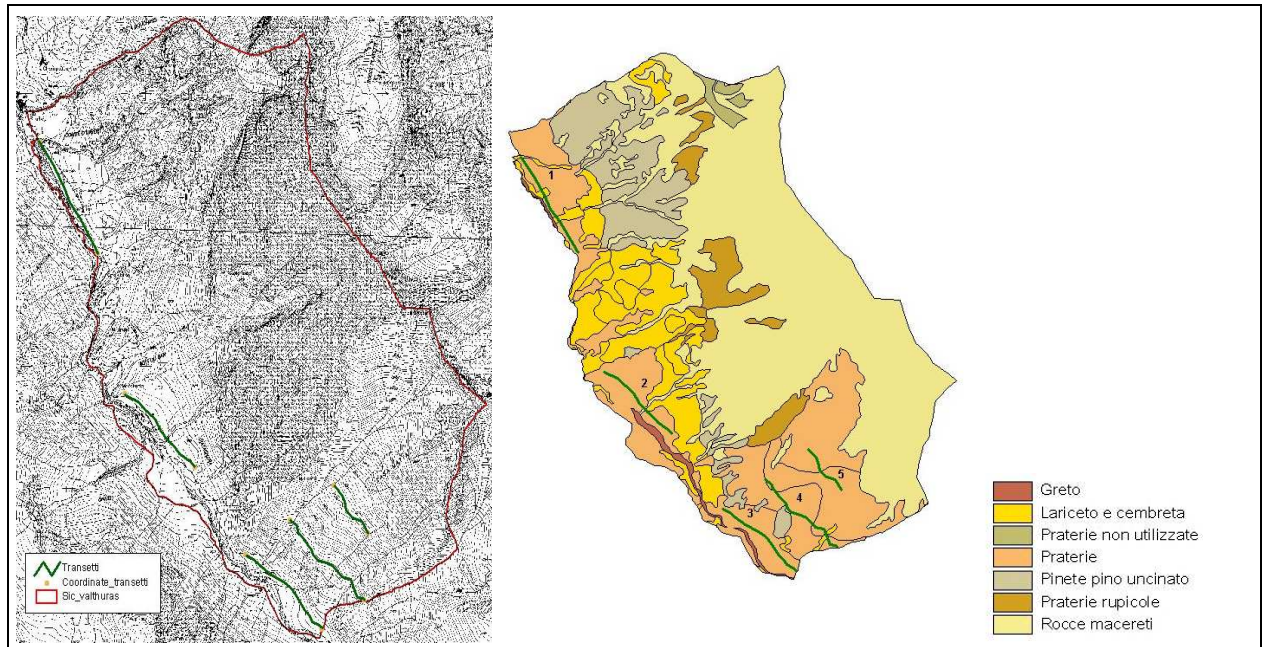 Transetti
Coordinate_transetti
Sic_valthuras
1
2
3
4
5
Greto
Lariceto e cembreta
Praterie non utilizzate
Praterie
Pinete pino uncinato
Praterie rupicole
Rocce macereti